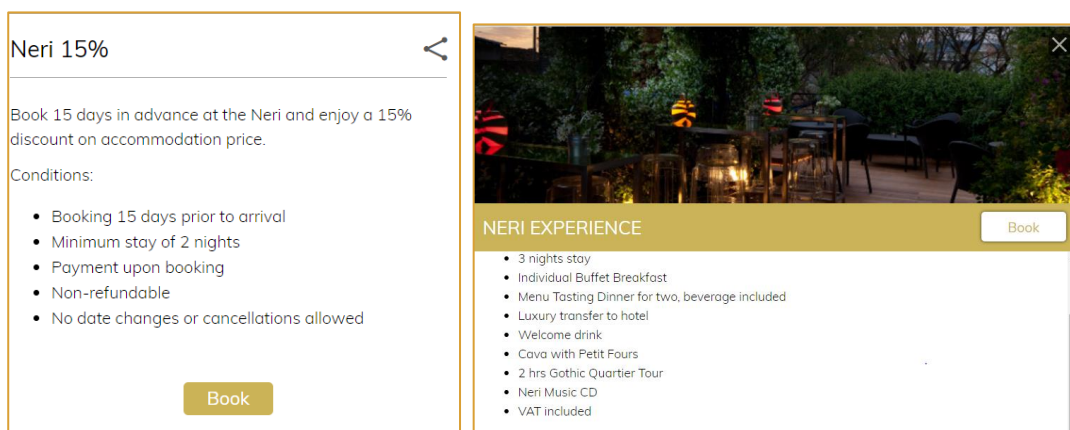 Neri 15%
Book 15 days in advance at the Neri and enjoy a 15%
discount on accommodation price.
Conditions:
Booking 15 days prior to arrival
Minimum stay of 2 nights
Payment upon booking
Non-refundable
No date changes or cancellations allowed
Book
NERI EXPERIENCE
Book
3 nights stay
Individual Buffet Breakfast
Menu Tasting Dinner for two, beverage included
Luxury transfer to hotel
Welcome drink
Cava with Petit Fours
2 hrs Gothic Quartier Tour
Neri Music CD
VAT included